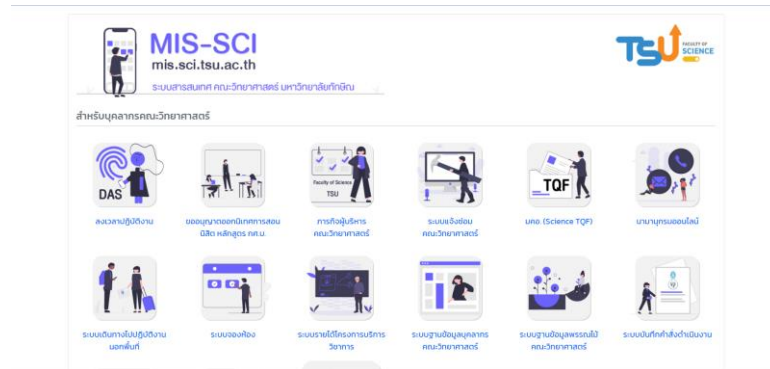 MIS-SCI
mis.sci.tsu.ac.th
ระบบสารสนเทศ คณะวิทยาศาสตร์ มหาวิทยาลัยทักษิณ
TSU FACULTY OF SCIENCE
สำหรับบุคลากรคณะวิทยาศาสตร์
DAS
Faculty of Science
TSU
TQF
ลงเวลาปฏิบัติงาน
ขออนุญาตออกนิเทศการสอน
นิสิต หลักสูตร กศ.บ.
ภารกิจผู้บริหาร
คณะวิทยาศาสตร์
ระบบแจ้งซ่อม
คณะวิทยาศาสตร์
มคอ. (Science TQF)
นามานุกรมออนไลน์
ระบบเดินทางไปปฏิบัติงาน
นอกพื้นที่
ระบบจองห้อง
ระบบรายได้โครงการบริการ
วิชาการ
ระบบฐานข้อมูลบุคลากร
คณะวิทยาศาสตร์
ระบบฐานข้อมูลพรรณไม้
คณะวิทยาศาสตร์
ระบบบันทึกคำสั่งดำเนินงาน